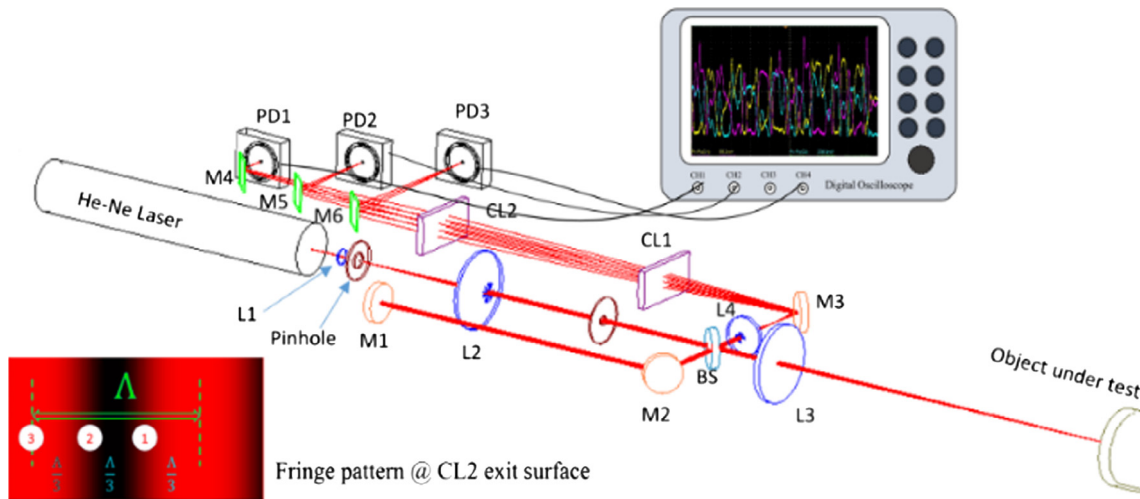 PD1
PD2
PD3
M4
M5
M6
CL2
CL1
He-Ne Laser
CH1
CH2
CH3
CH4
Digital Oscilloscope
L1
Pinhole
M1
L2
M2
BS
L4
M3
L3
Object under test
Λ
3
2
1
Λ/3
Λ/3
Λ/3
Fringe pattern @ CL2 exit surface